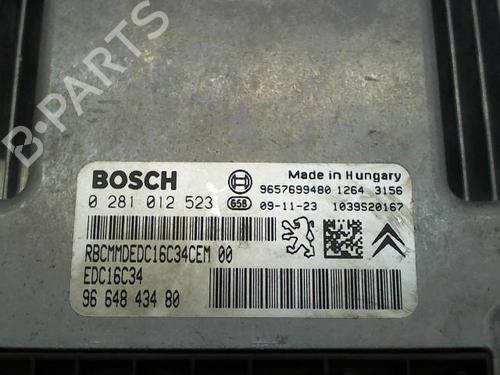 BOSCH
Made in Hungary
9657699480 1264 3156
0 281 012 523
658
09-11-23 1039S20167
RBCMMDEDC16C34CEM 00
EDC16C34
96 648 434 80
B-Parts